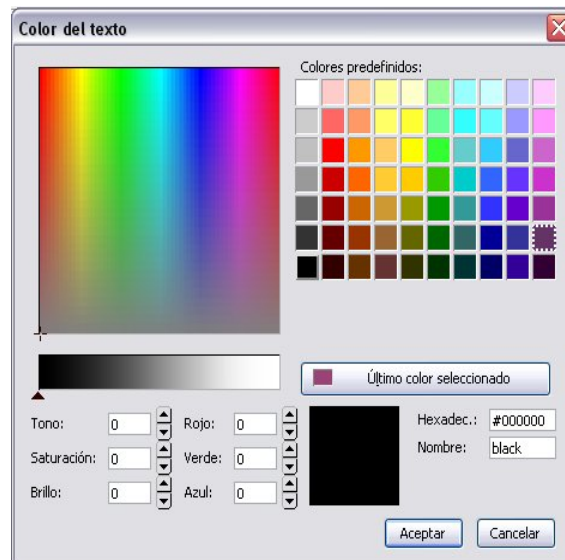 Color del texto
Colores predefinidos:
Último color seleccionado
Tono: 0 Rojo: 0 Hexadec.: #000000
Saturación: 0 Verde: 0 Nombre: black
Brillo: 0 Azul: 0
Aceptar Cancelar